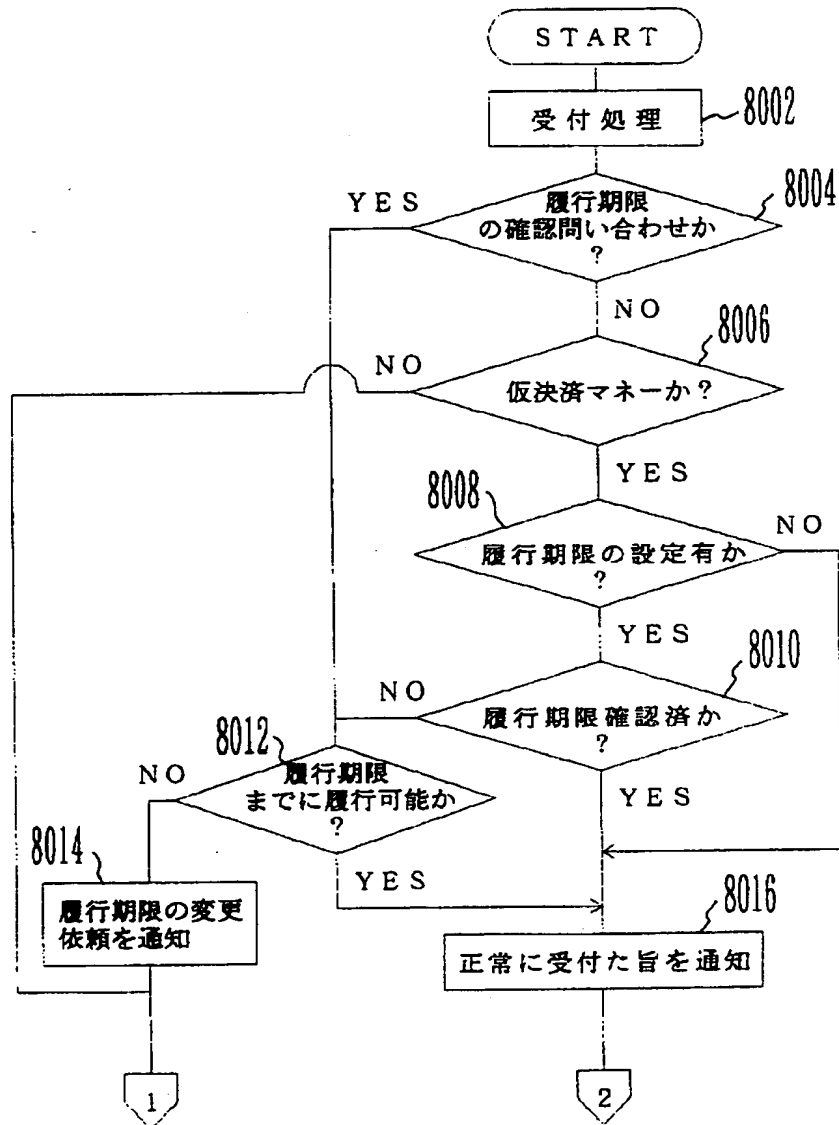 START
受付処理
8002
YES
履行期限
の確認問い合わせか
?
8004
NO
8006
NO
仮決済マネーか?
YES
8008
履行期限の設定有か
?
NO
YES
8010
NO
履行期限確認済か
?
8012
NO
履行期限
までに履行可能か
?
YES
YES
8014
履行期限の変更
依頼を通知
8016
正常に受付た旨を通知
1
2